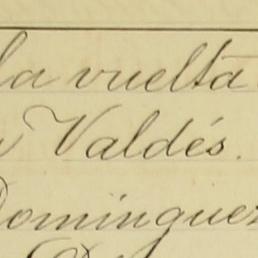 la vuelta
Valdés.
Dominguez